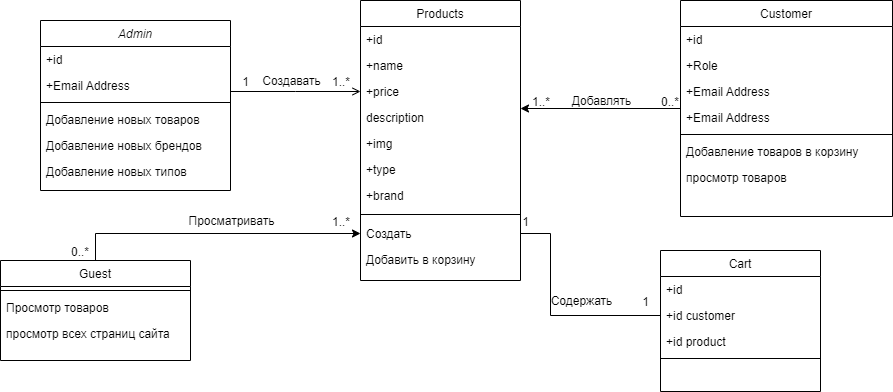 Admin
+id
+Email Address
Добавление новых товаров
Добавление новых брендов
Добавление новых типов
1 Создавать 1..*
Products
+id
+name
+price
description
+img
+type
+brand
Создать
Добавить в корзину
Customer
+id
+Role
+Email Address
+Email Address
Добавление товаров в корзину
просмотр товаров
1..* Добавлять 0..*
Просматривать 1..*
0..*
Guest
Просмотр товаров
просмотр всех страниц сайта
1
Содержать 1
Cart
+id
+id customer
+id product